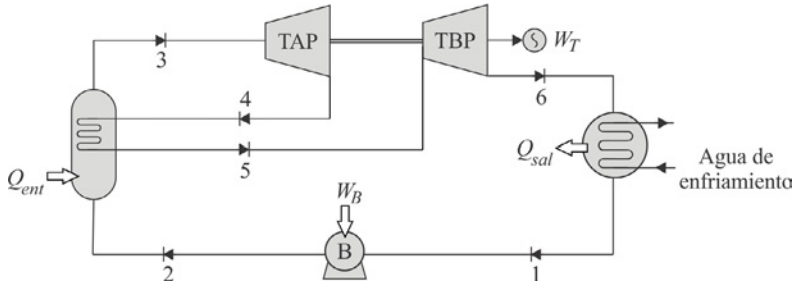 3
TAP
TBP
W_T
4
6
5
Q_ent
Q_sal
Agua de
enfriamiento
W_B
B
2
1